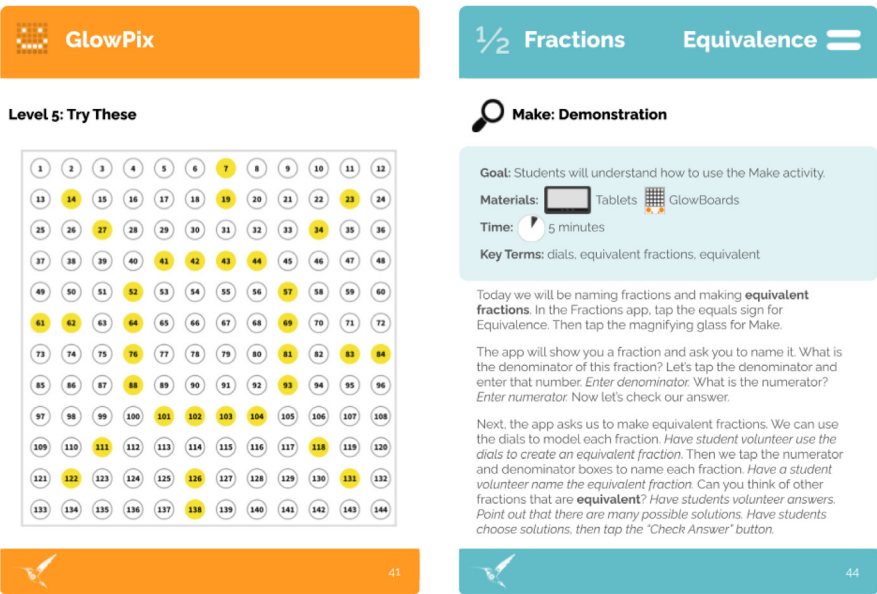 GlowPix
Level 5: Try These
1 2 3 4 5 6 7 8 9 10 11 12
13 14 15 16 17 18 19 20 21 22 23 24
25 26 27 28 29 30 31 32 33 34 35 36
37 38 39 40 41 42 43 44 45 46 47 48
49 50 51 52 53 54 55 56 57 58 59 60
61 62 63 64 65 66 67 68 69 70 71 72
73 74 75 76 77 78 79 80 81 82 83 84
85 86 87 88 89 90 91 92 93 94 95 96
97 98 99 100 101 102 103 104 105 106 107 108
109 110 111 112 113 114 115 116 117 118 119 120
121 122 123 124 125 126 127 128 129 130 131 132
133 134 135 136 137 138 139 140 141 142 143 144
41
1/2 Fractions Equivalence =
Make: Demonstration
Goal: Students will understand how to use the Make activity.
Materials: Tablets GlowBoards
Time: 5 minutes
Key Terms: dials, equivalent fractions, equivalent
Today we will be naming fractions and making equivalent
fractions. In the Fractions app, tap the equals sign for
Equivalence. Then tap the magnifying glass for Make.
The app will show you a fraction and ask you to name it. What is
the denominator of this fraction? Let's tap the denominator and
enter that number. Enter denominator. What is the numerator?
Enter numerator. Now let's check our answer.
Next, the app asks us to make equivalent fractions. We can use
the dials to model each fraction. Have student volunteer use the
dials to create an equivalent fraction. Then we tap the numerator
and denominator boxes to name each fraction. Have a student
volunteer name the equivalent fraction. Can you think of other
fractions that are equivalent? Have students volunteer answers.
Point out that there are many possible solutions. Have students
choose solutions, then tap the "Check Answer" button.
44